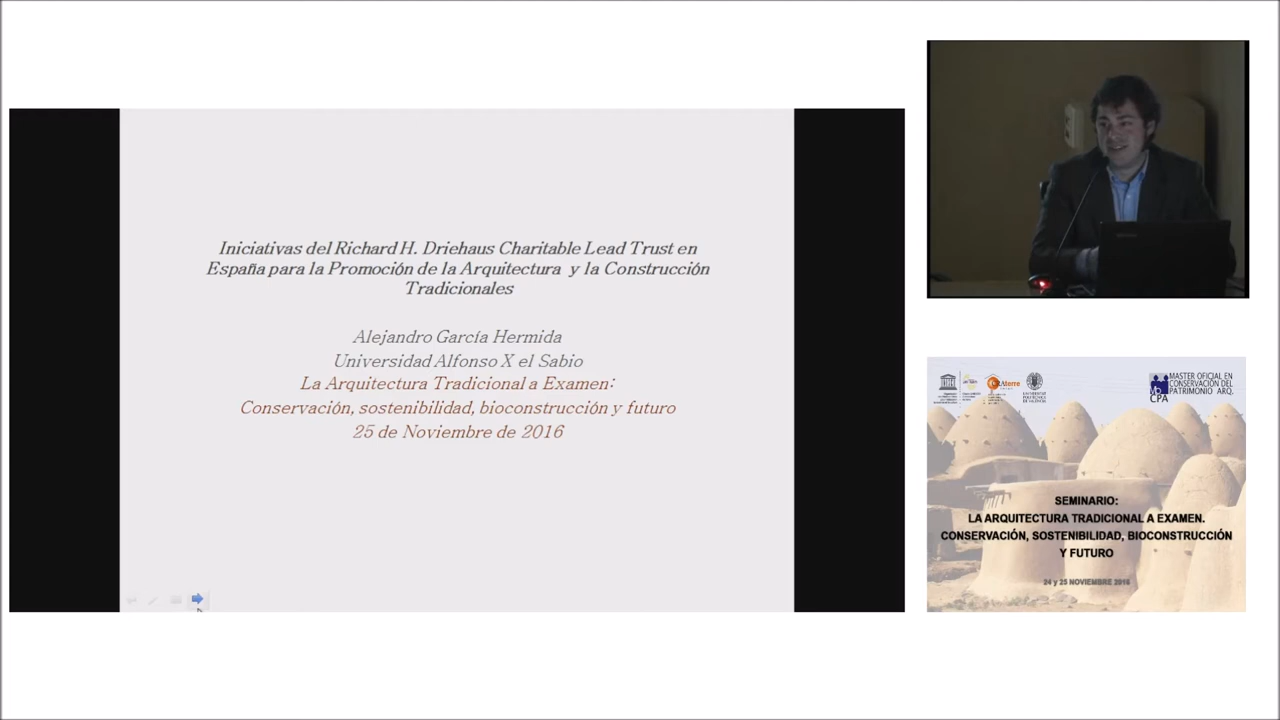 Iniciativas del Richard H. Driehaus Charitable Lead Trust en
España para la Promoción de la Arquitectura y la Construcción
Tradicionales
Alejandro García Hermida
Universidad Alfonso X el Sabio
La Arquitectura Tradicional a Examen:
Conservación, sostenibilidad, bioconstrucción y futuro
25 de Noviembre de 2016
MASTER OFICIAL EN
CONSERVACIÓN DEL
PATRIMONIO ARQ.
CPA
SEMINARIO:
LA ARQUITECTURA TRADICIONAL A EXAMEN.
CONSERVACIÓN, SOSTENIBILIDAD, BIOCONSTRUCCIÓN
Y FUTURO
24 y 25 NOVIEMBRE 2016